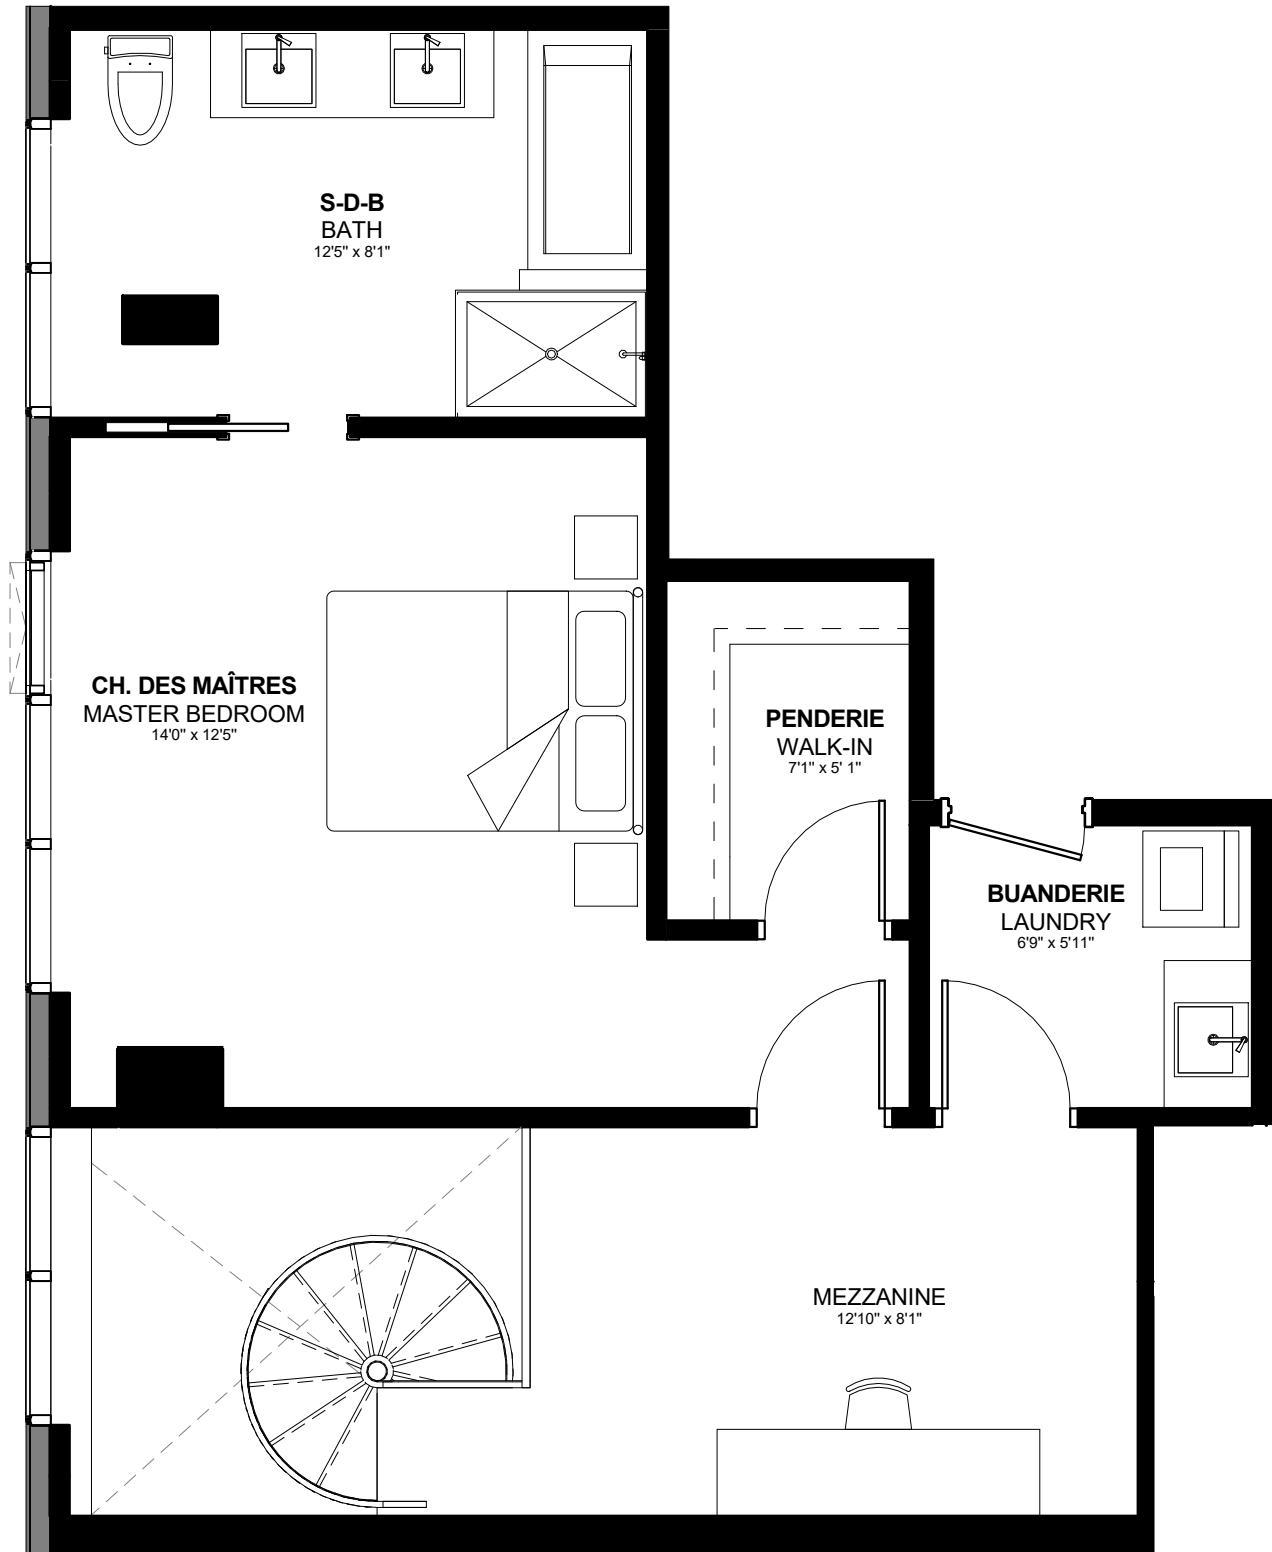 S-D-B
BATH
12'5" x 8'1"
CH. DES MAÎTRES
MASTER BEDROOM
14'0" x 12'5"
PENDERIE
WALK-IN
7'1" x 5' 1"
BUANDERIE
LAUNDRY
6'9" x 5'11"
MEZZANINE
12'10" x 8'1"